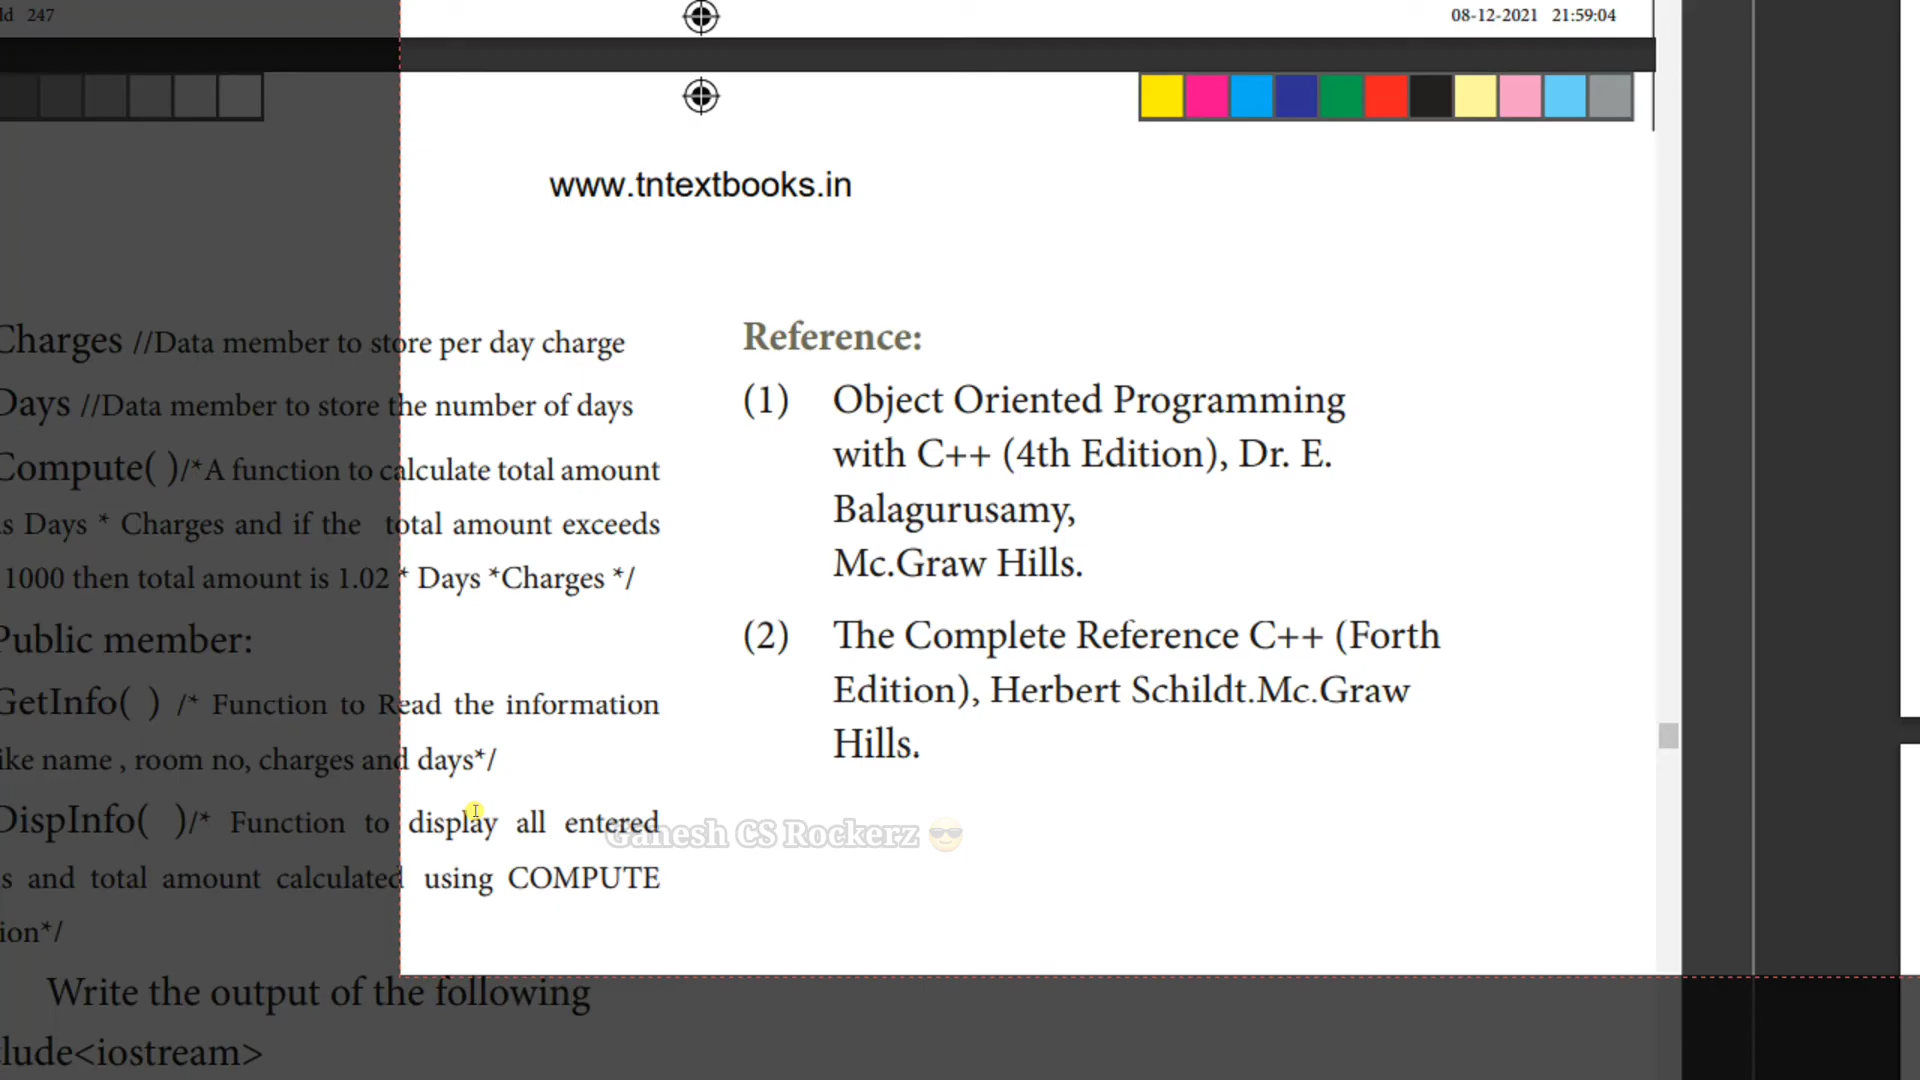 247
08-12-2021 21:59:04
www.tntextbooks.in
Charges //Data member to store per day charge
Days //Data member to store the number of days
Compute( )/*A function to calculate total amount
Days * Charges and if the total amount exceeds
1000 then total amount is 1.02 * Days *Charges */
Public member:
GetInfo( ) /* Function to Read the information
name , room no, charges and days*/
DispInfo( )/* Function to display all entered
and total amount calculated using COMPUTE
Write the output of the following
Reference:
(1) Object Oriented Programming
with C++ (4th Edition), Dr. E.
Balagurusamy,
Mc.Graw Hills.
(2) The Complete Reference C++ (Forth
Edition), Herbert Schildt.Mc.Graw
Hills.
Ganesh CS Rockerz 😎